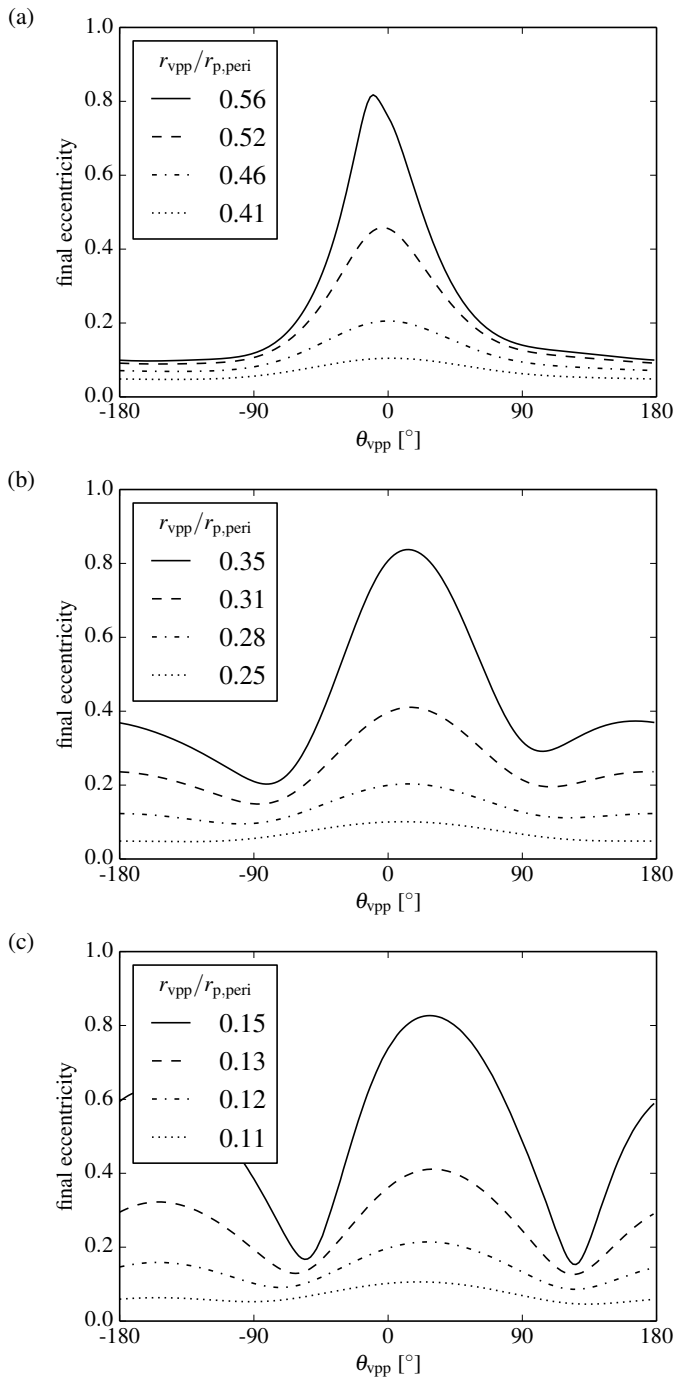 (a)
1.0
0.8
0.6
0.4
0.2
0.0
final eccentricity
r_vpp/r_p,peri
0.56
0.52
0.46
0.41
-180 -90 0 90 180
θ_vpp [°]
(b)
1.0
0.8
0.6
0.4
0.2
0.0
final eccentricity
r_vpp/r_p,peri
0.35
0.31
0.28
0.25
-180 -90 0 90 180
θ_vpp [°]
(c)
1.0
0.8
0.6
0.4
0.2
0.0
final eccentricity
r_vpp/r_p,peri
0.15
0.13
0.12
0.11
-180 -90 0 90 180
θ_vpp [°]